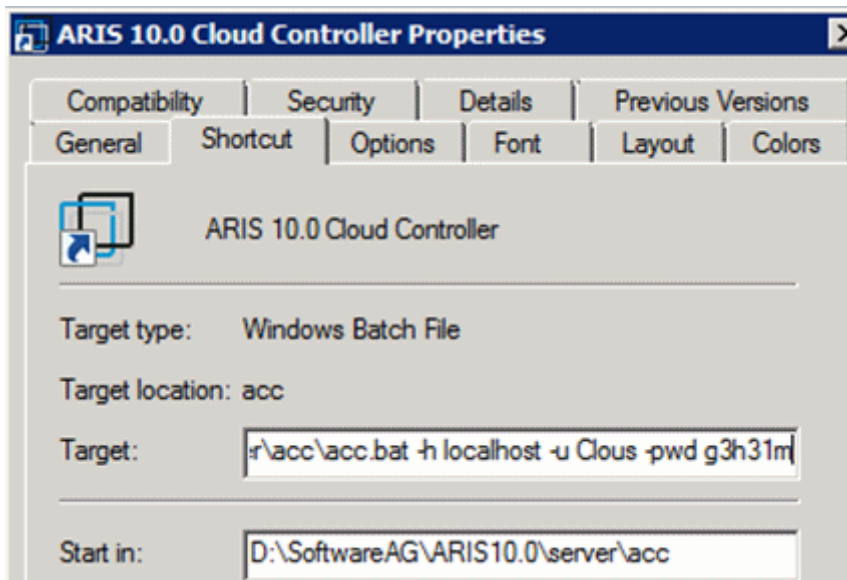 ARIS 10.0 Cloud Controller Properties
Compatibility Security Details Previous Versions
General Shortcut Options Font Layout Colors
ARIS 10.0 Cloud Controller
Target type: Windows Batch File
Target location: acc
Target: r\acc\acc.bat -h localhost -u Clous -pwd g3h31m
Start in: D:\SoftwareAG\ARIS10.0\server\acc